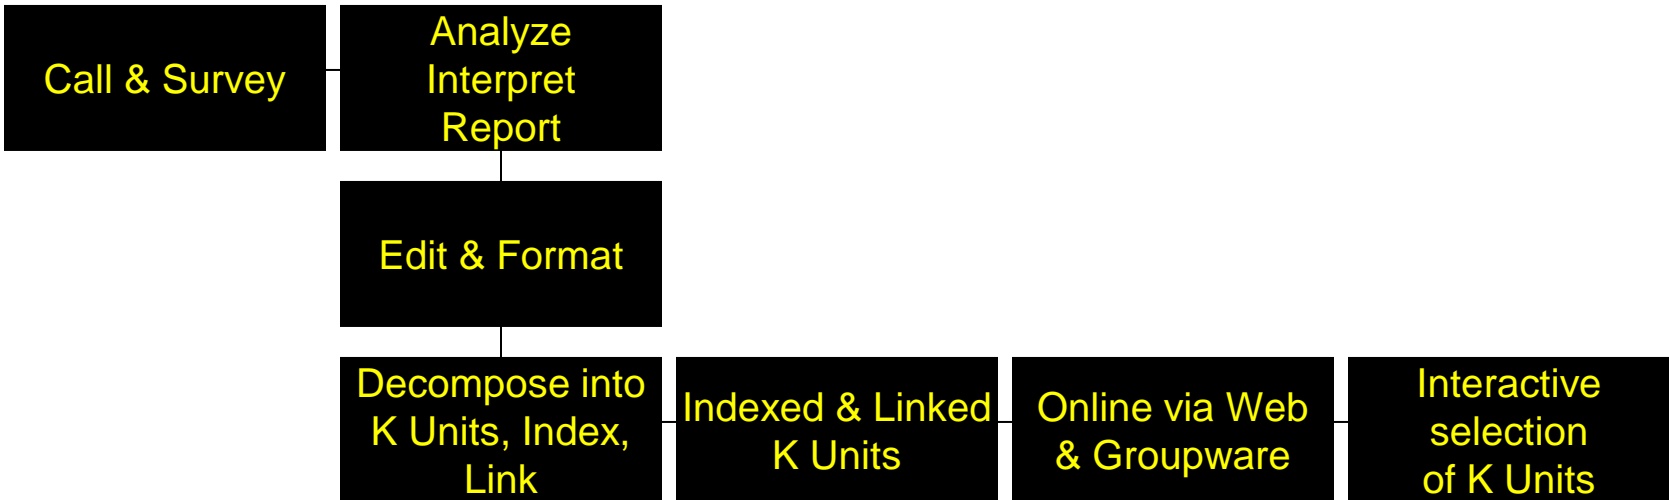 Call & Survey
Analyze
Interpret
Report
Edit & Format
Decompose into
K Units, Index,
Link
Indexed & Linked
K Units
Online via Web
& Groupware
Interactive
selection
of K Units